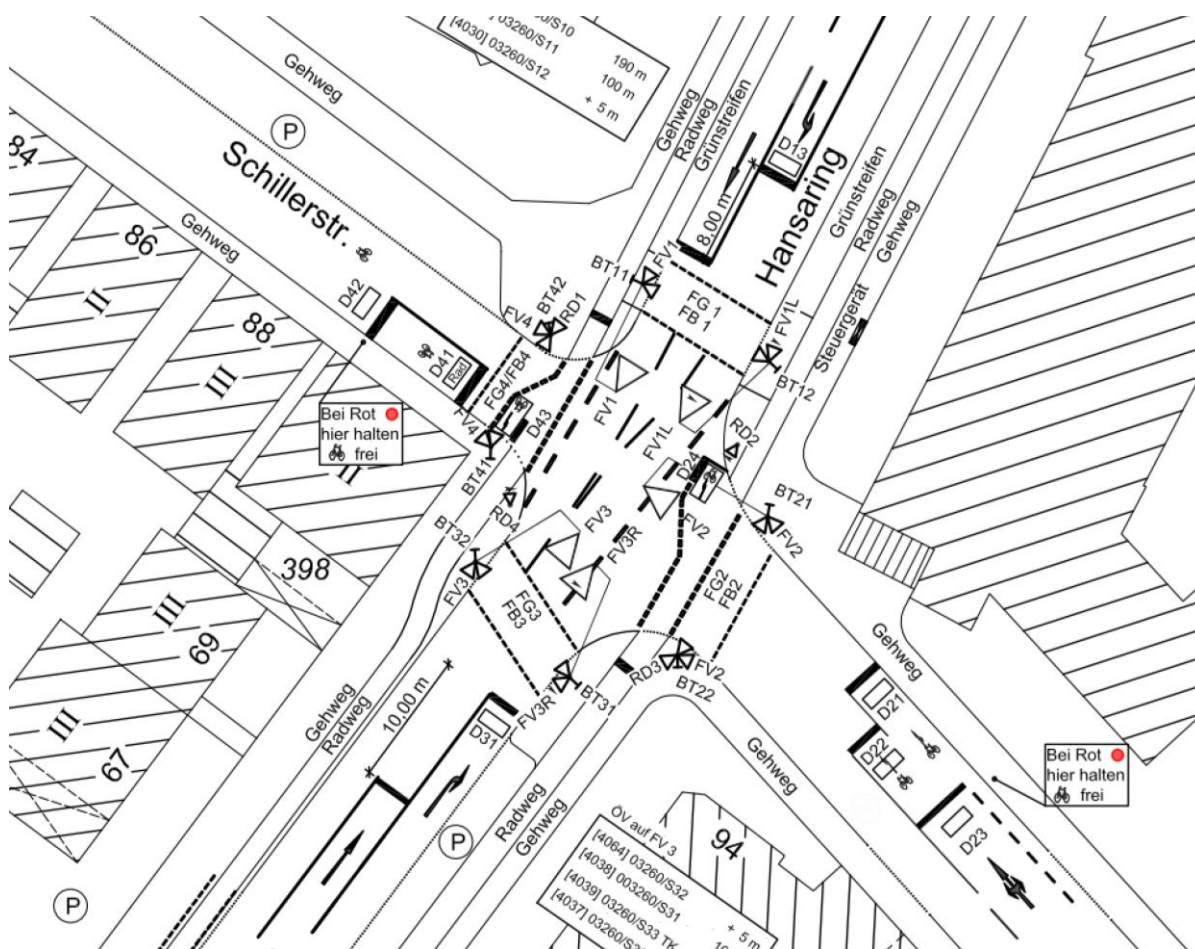 [4030] 03260/S11
03260/S12
190 m
100 m
+ 5 m
Gehweg
Gehweg
Radweg
Grünstreifen
P
D13
84
Schillerstr.
Gehweg
8,00 m
Hansaring
Grünstreifen
Radweg
Gehweg
86
II
D42
FV4
BT42
RD1
BT11
FV1
FG 1
FB 1
FV1L
Steuergerät
88
III
D41
Rad
FG4/FB4
BT12
Bei Rot
hier halten
frei
II
FV4
D43
FV1
FV1L
RD2
BT41
D24
BT21
RD4
FV3
FV2
FV2
BT32
FV3R
398
III
FV3
FG3
FB3
FG2
FB2
69
Gehweg
Gehweg
Radweg
10,00 m
FV3R
BT31
RD3
FV2
BT22
D31
D21
III
67
Gehweg
D22
Bei Rot
hier halten
frei
Radweg
Gehweg
P
ÖV auf FV 3
[4064] 03260/S32
[4038] 003260/S31
[4039] 03260/S33 TK
+ 5 m
94
D23
P